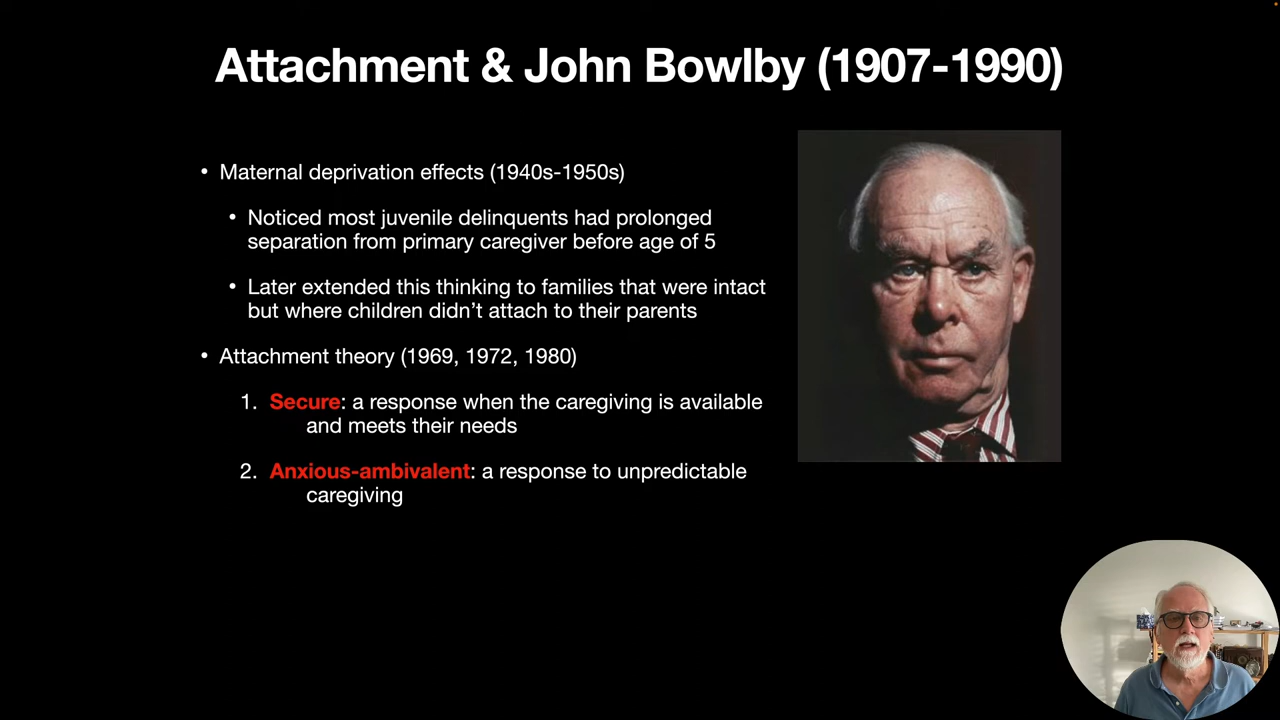 Attachment & John Bowlby (1907-1990)
• Maternal deprivation effects (1940s-1950s)
• Noticed most juvenile delinquents had prolonged
separation from primary caregiver before age of 5
• Later extended this thinking to families that were intact
but where children didn’t attach to their parents
• Attachment theory (1969, 1972, 1980)
1. Secure: a response when the caregiving is available
and meets their needs
2. Anxious-ambivalent: a response to unpredictable
caregiving